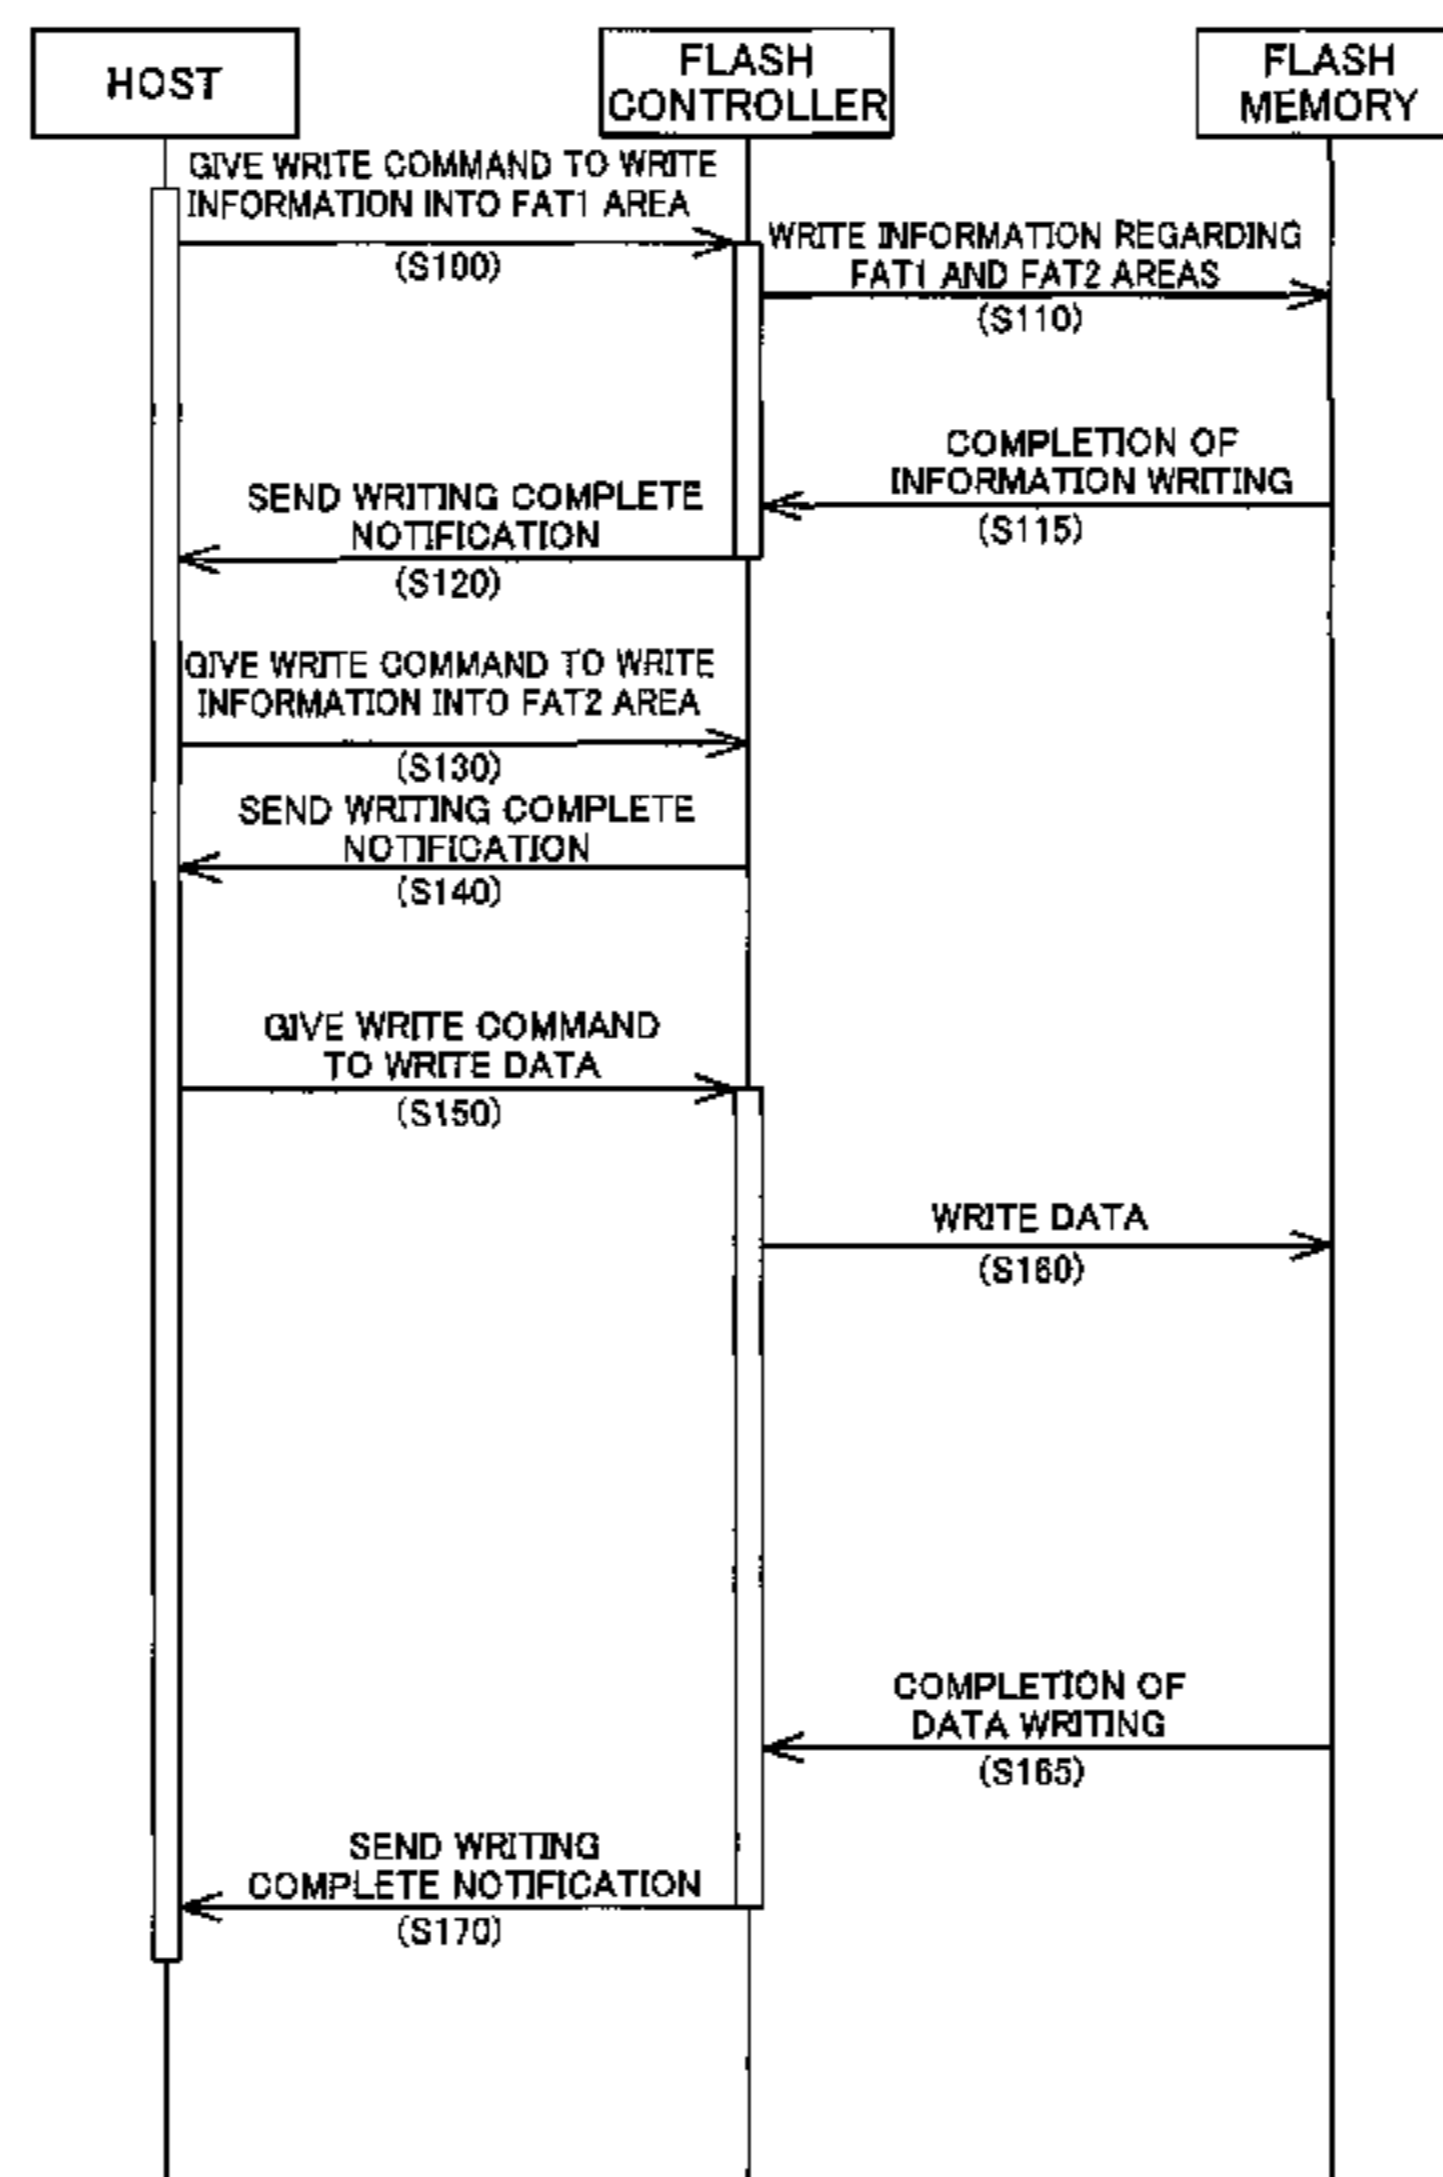 HOST
FLASH
CONTROLLER
FLASH
MEMORY
GIVE WRITE COMMAND TO WRITE
INFORMATION INTO FAT1 AREA
(S100)
WRITE INFORMATION REGARDING
FAT1 AND FAT2 AREAS
(S110)
COMPLETION OF
INFORMATION WRITING
(S115)
SEND WRITING COMPLETE
NOTIFICATION
(S120)
GIVE WRITE COMMAND TO WRITE
INFORMATION INTO FAT2 AREA
(S130)
SEND WRITING COMPLETE
NOTIFICATION
(S140)
GIVE WRITE COMMAND
TO WRITE DATA
(S150)
WRITE DATA
(S160)
COMPLETION OF
DATA WRITING
(S165)
SEND WRITING
COMPLETE NOTIFICATION
(S170)